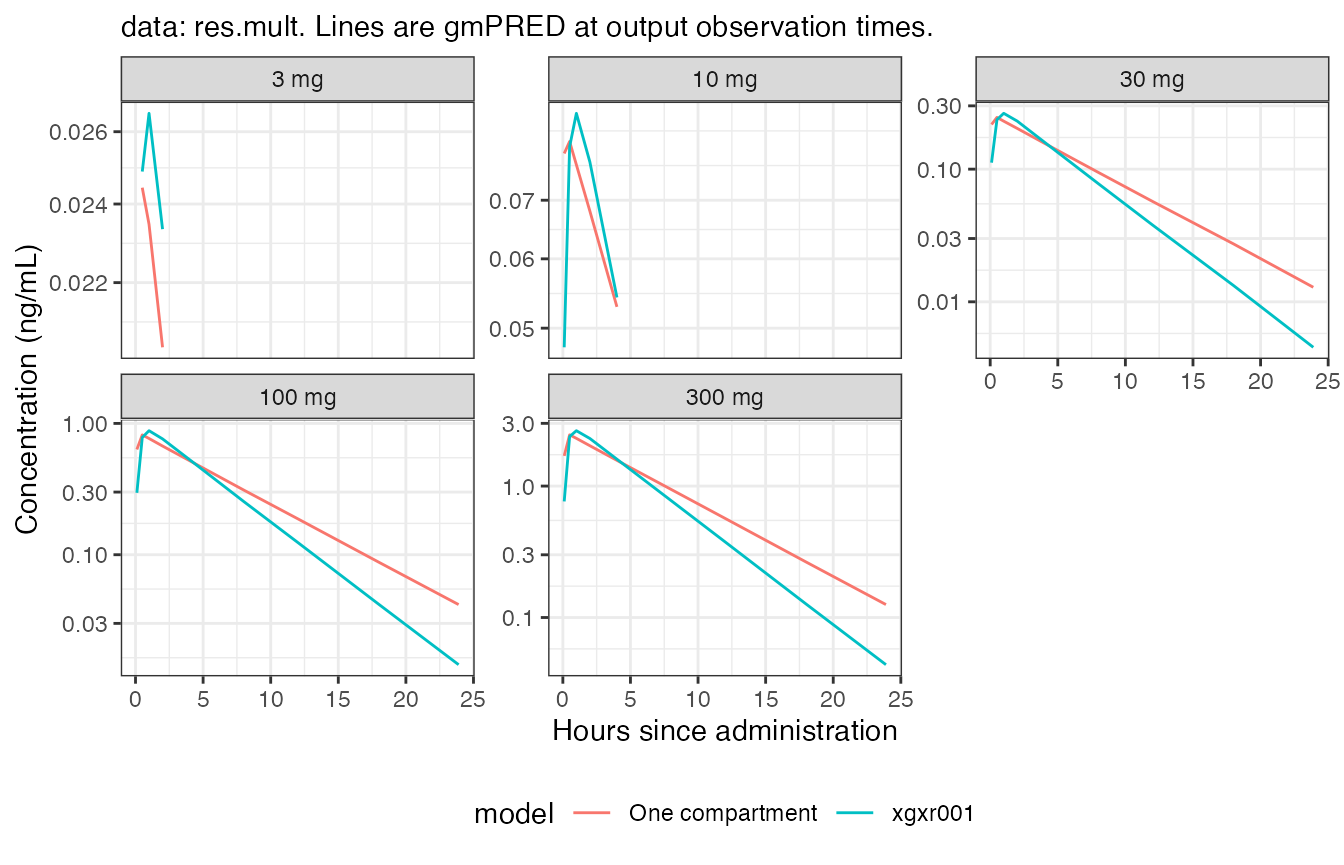 data: res.mult. Lines are gmPRED at output observation times.
3 mg
10 mg
30 mg
0.026
0.024
0.022
0.07
0.06
0.05
0.30
0.10
0.03
0.01
0 5 10 15 20 25
100 mg
300 mg
1.00
0.30
0.10
0.03
3.0
1.0
0.3
0.1
0 5 10 15 20 25
0 5 10 15 20 25
Concentration (ng/mL)
Hours since administration
model One compartment xgxr001